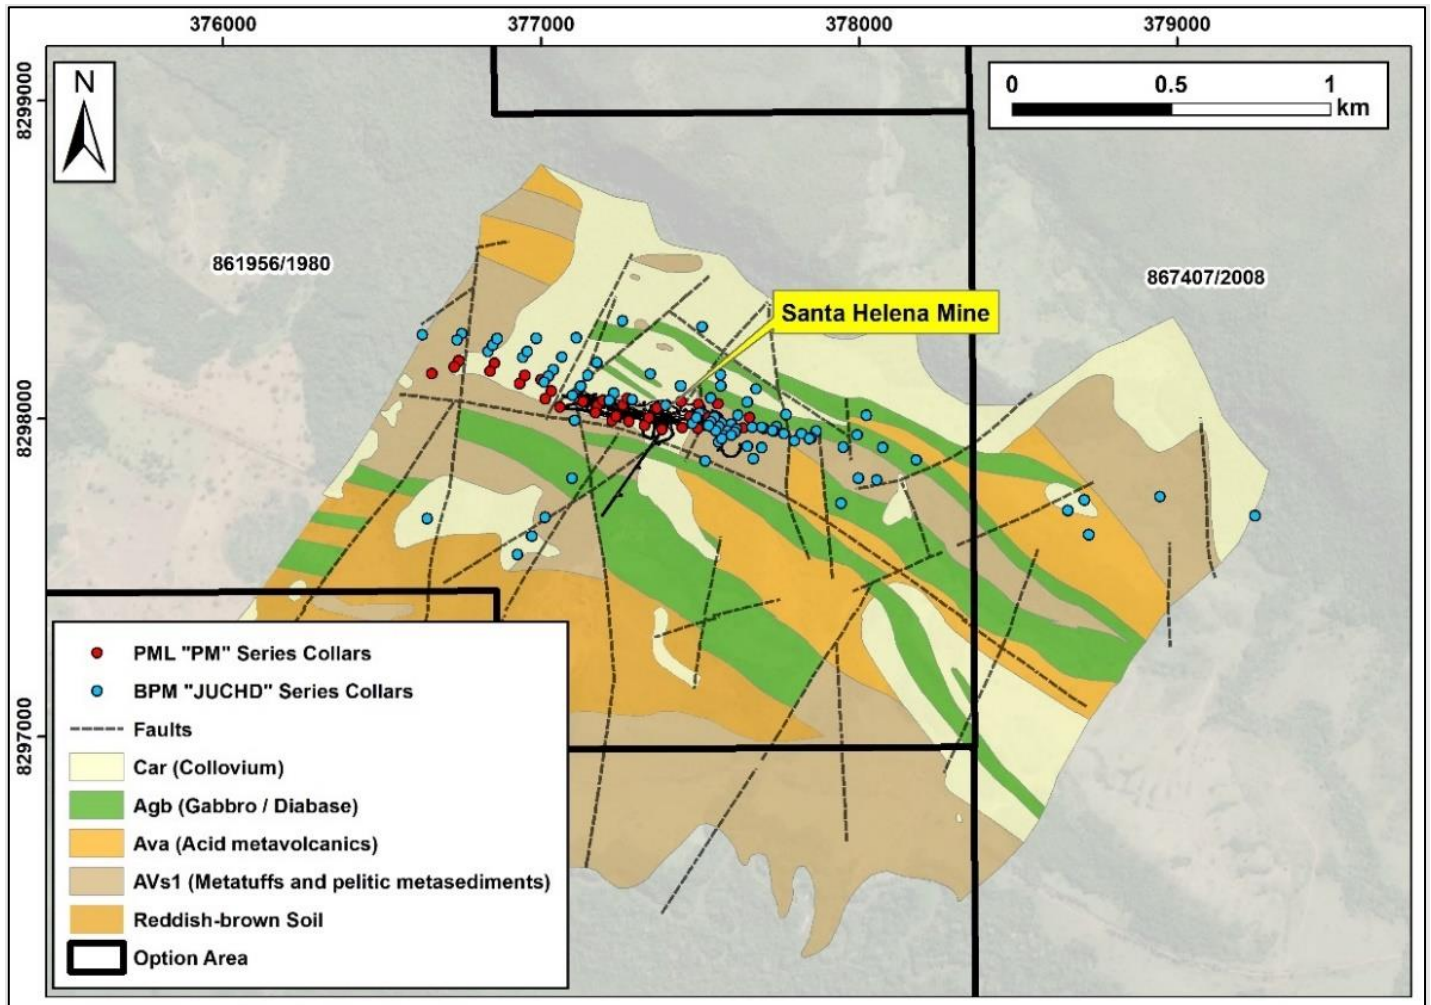 376000
377000
378000
379000
8299000
8298000
8297000
N
0
0.5
1
km
861956/1980
867407/2008
Santa Helena Mine
PML "PM" Series Collars
BPM "JUCHD" Series Collars
Faults
Car (Collovium)
Agb (Gabbro / Diabase)
Ava (Acid metavolcanics)
AVs1 (Metatuffs and pelitic metasediments)
Reddish-brown Soil
Option Area